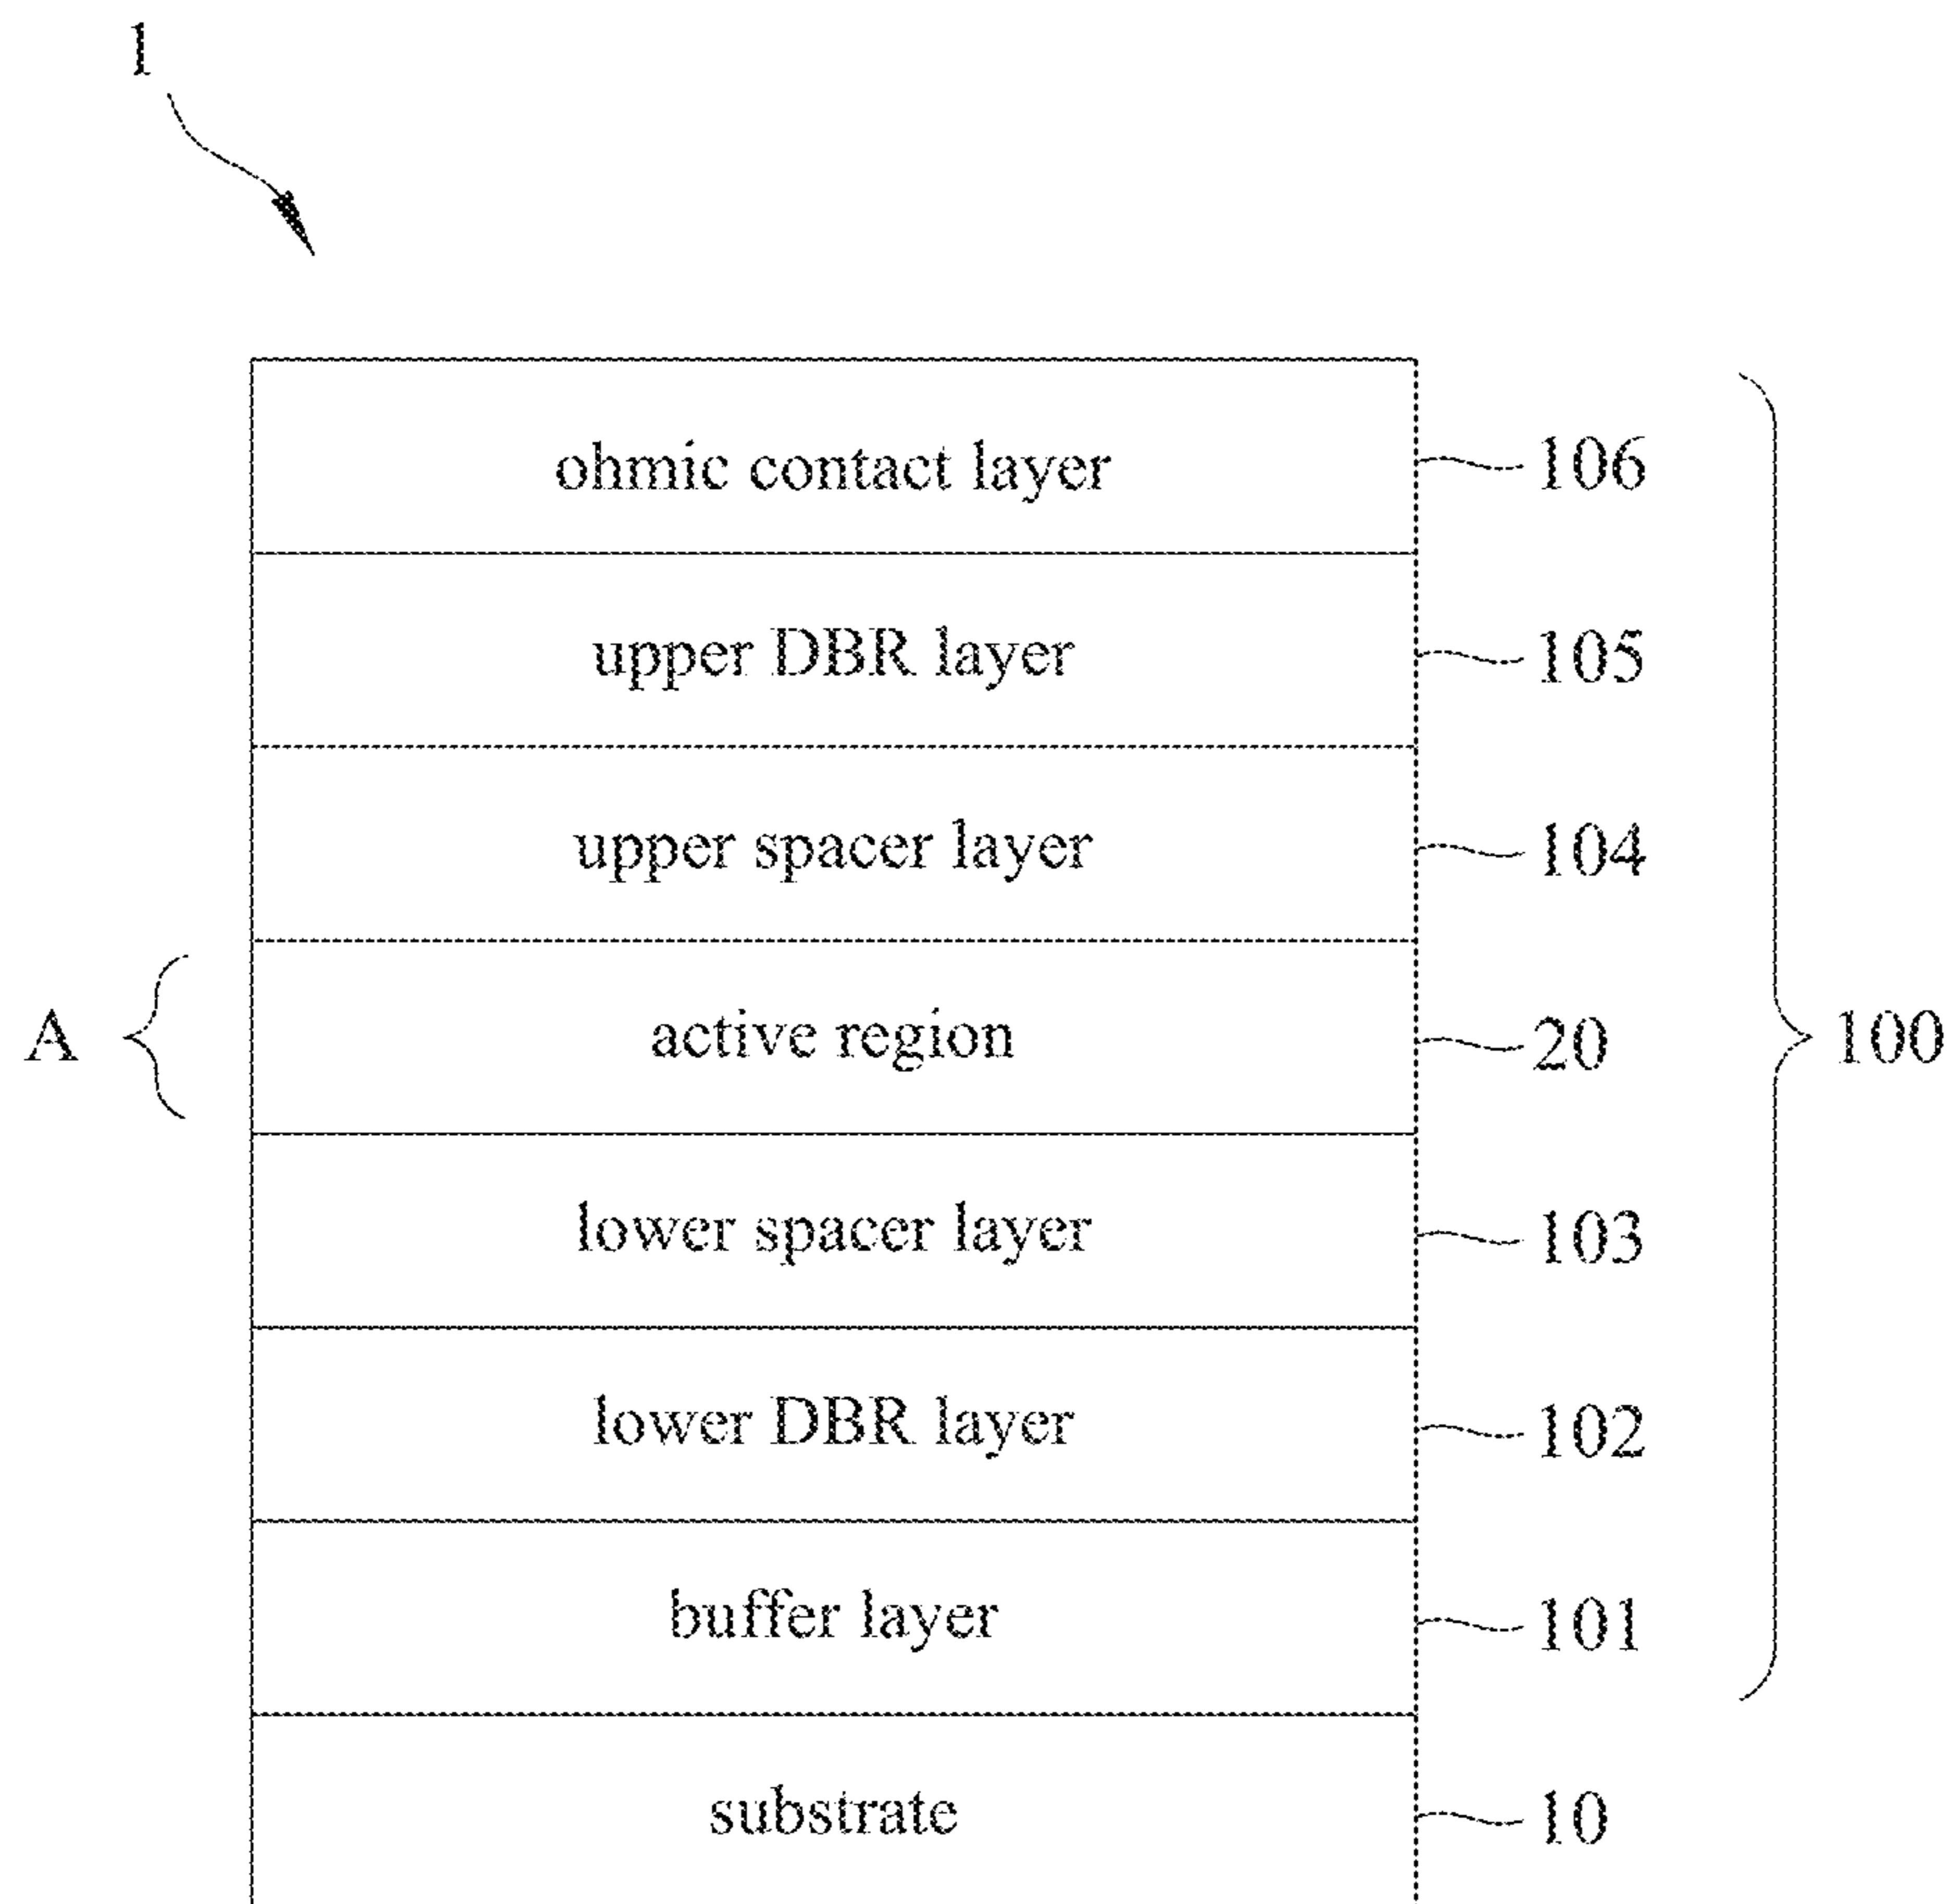 1
ohmic contact layer 106
upper DBR layer 105
upper spacer layer 104
A active region 20 100
lower spacer layer 103
lower DBR layer 102
buffer layer 101
substrate 10